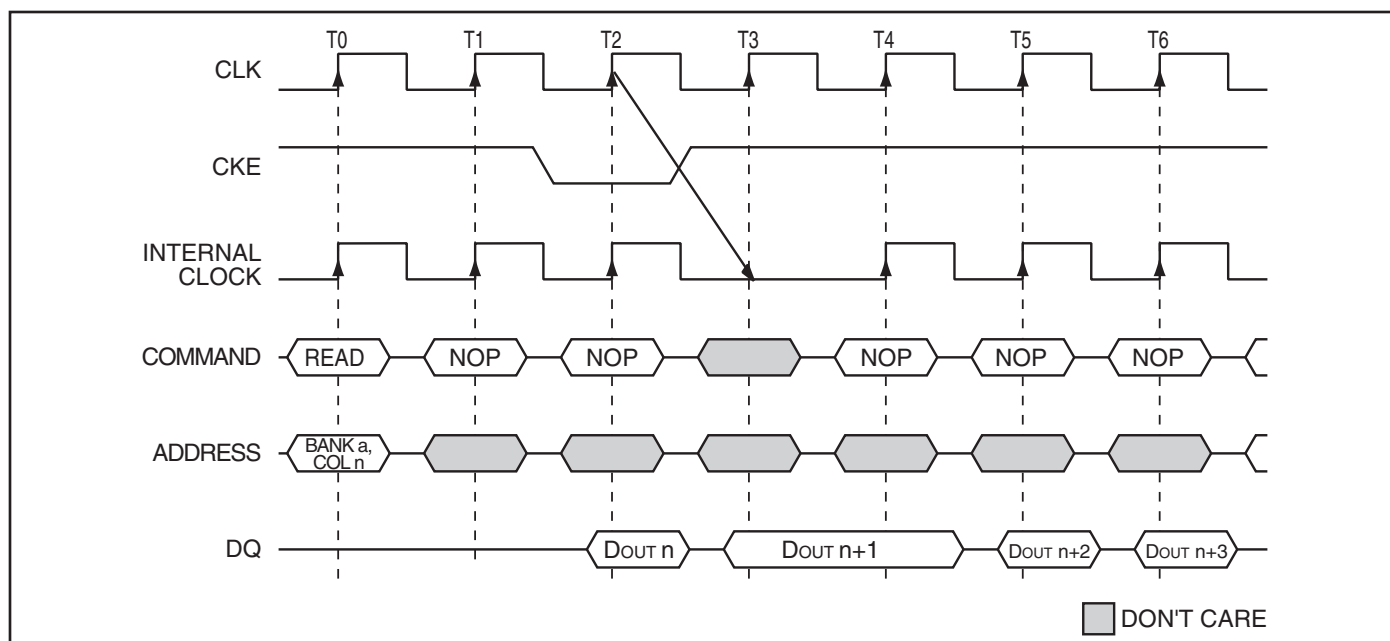 T0 T1 T2 T3 T4 T5 T6
CLK
CKE
INTERNAL
CLOCK
COMMAND READ NOP NOP NOP NOP NOP
ADDRESS BANK a,
COL n
DQ DOUT n DOUT n+1 DOUT n+2 DOUT n+3
DON'T CARE